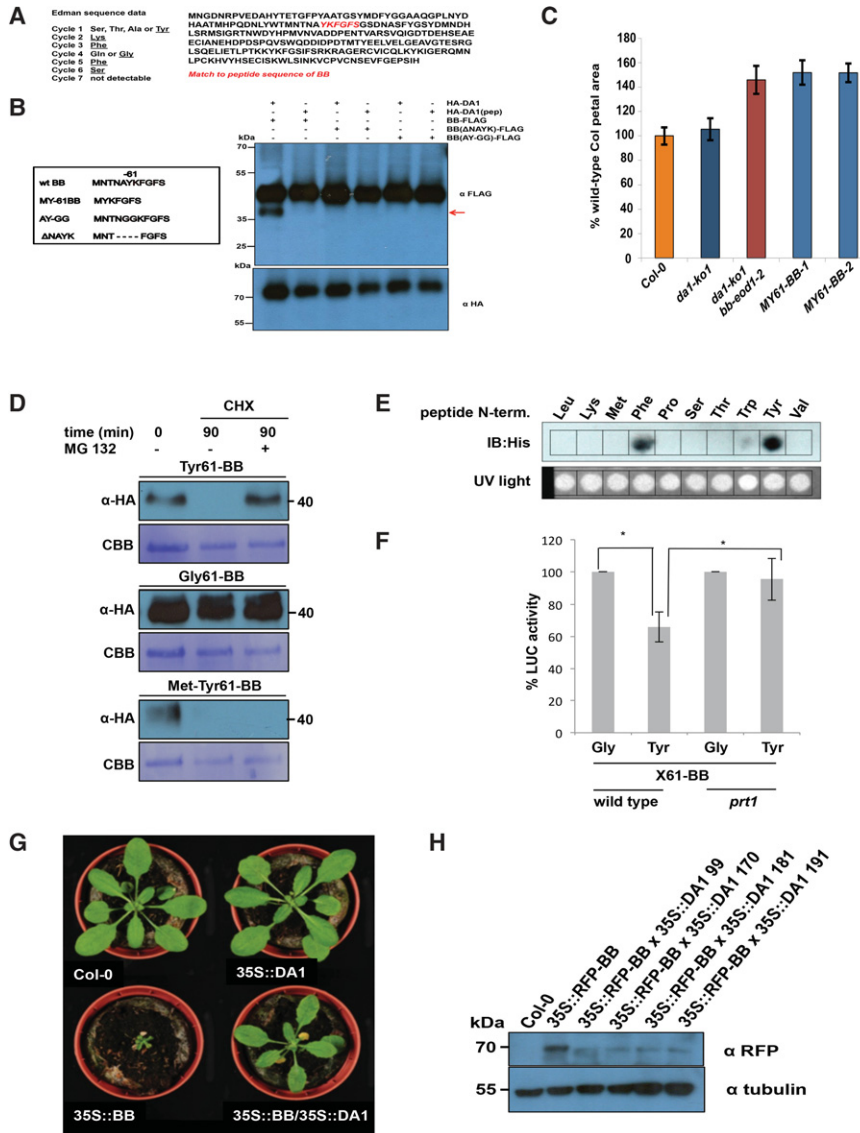 A
Edman sequence data
Cycle 1 Ser, Thr, Ala or Tyr
Cycle 2 Lys
Cycle 3 Phe
Cycle 4 Gln or Gly
Cycle 5 Phe
Cycle 6 Ser
Cycle 7 not detectable
MNGDNRPVEDAHYTETGFPYAATGSYMDFYGGAAQGPLNYD
HAATMHPQDNLYWTMNTNAYKFGFSGSDNASFYGSYDMNDH
LSRMSIGRTNWDYHPMVNVADDPENTVARSVQIGDTDEHSEAE
ECIANEHDPDSPQVSWQDDIDPDTMTYEELVELGEAVGTESRG
LSQELIETLPTKKYKFGSIFSRKRAGERCVICQLKYKIGERQMN
LPCKHVYHSECISKWLSINKVCPVCNSEVFGEPSIH
Match to peptide sequence of BB
B
HA-DA1
HA-DA1(pep)
BB-FLAG
BB(ΔNAYK)-FLAG
BB(AY-GG)-FLAG
-61
wt BB MNTNAYKFGFS
MY-61BB MYKFGFS
AY-GG MNTNGGKFGFS
ΔNAYK MNT----FGFS
kDa
50
35
25
α FLAG
kDa
70
55
α HA
C
% wild-type Col petal area
180
160
140
120
100
80
60
40
20
0
Col-0
da1-ko1
da1-ko1 bb-eod1-2
MY61-BB-1
MY61-BB-2
D
CHX
time (min) 0 90 90
MG 132 - - +
Tyr61-BB
α-HA
40
CBB
Gly61-BB
α-HA
40
CBB
Met-Tyr61-BB
α-HA
40
CBB
E
peptide N-term. Leu Lys Met Phe Pro Ser Thr Trp Tyr Val
IB:His
UV light
F
% LUC activity
120
100
80
60
40
20
0
* *
Gly Tyr Gly Tyr
X61-BB
wild type prt1
G
Col-0
35S::DA1
35S::BB
35S::BB/35S::DA1
H
Col-0
35S::RFP-BB
35S::RFP-BB x 35S::DA1 99
35S::RFP-BB x 35S::DA1 170
35S::RFP-BB x 35S::DA1 181
35S::RFP-BB x 35S::DA1 191
kDa
70
α RFP
55
α tubulin